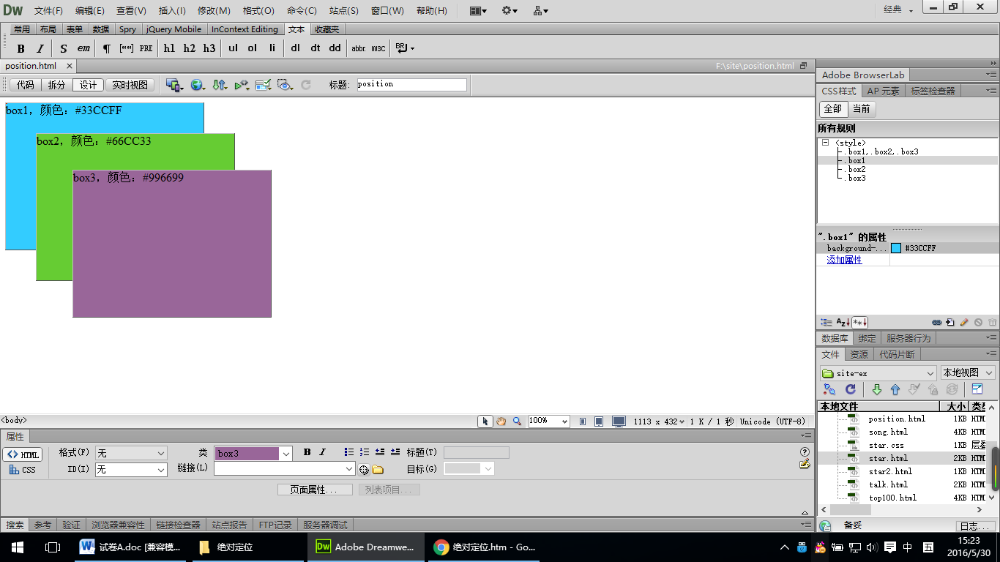 Dw 文件(F) 编辑(E) 查看(V) 插入(I) 修改(M) 格式(O) 命令(C) 站点(S) 窗口(W) 帮助(H) 经典
常用 布局 表单 数据 Spry jQuery Mobile InContext Editing 文本 收藏夹
B I S em ¶ [""] PRE h1 h2 h3 ul ol li dl dt dd abbr. W3C BR
position.html F:\site\position.html
代码 拆分 设计 实时视图 标题: position
box1，颜色：#33CCFF
box2，颜色：#66CC33
box3，颜色：#996699
<body> 100% 1113 x 432 1 K / 1 秒 Unicode (UTF-8)
属性
<> HTML 格式(F) 无 类 box3 B I 标题(T)
CSS ID(I) 无 链接(L) 目标(G)
页面属性... 列表项目...
搜索 参考 验证 浏览器兼容性 链接检查器 站点报告 FTP记录 服务器调试
Adobe BrowserLab
CSS样式 AP 元素 标签检查器
全部 当前
所有规则
<style>
.box1,.box2,.box3
.box1
.box2
.box3
".box1" 的属性
background-... #33CCFF
添加属性
数据库 绑定 服务器行为
文件 资源 代码片断
site-ex 本地视图
本地文件 大小 类型
position.html 1KB HTM
song.html 4KB HTM
star.css 1KB 层叠
star.html 2KB HTM
star2.html 1KB HTM
talk.html 2KB HTM
top100.html 4KB HTM
备妥 日志...
试卷A.doc [兼容模... 绝对定位 Dw Adobe Dreamwe... 绝对定位.htm - Go... 中 五 15:23
2016/5/30